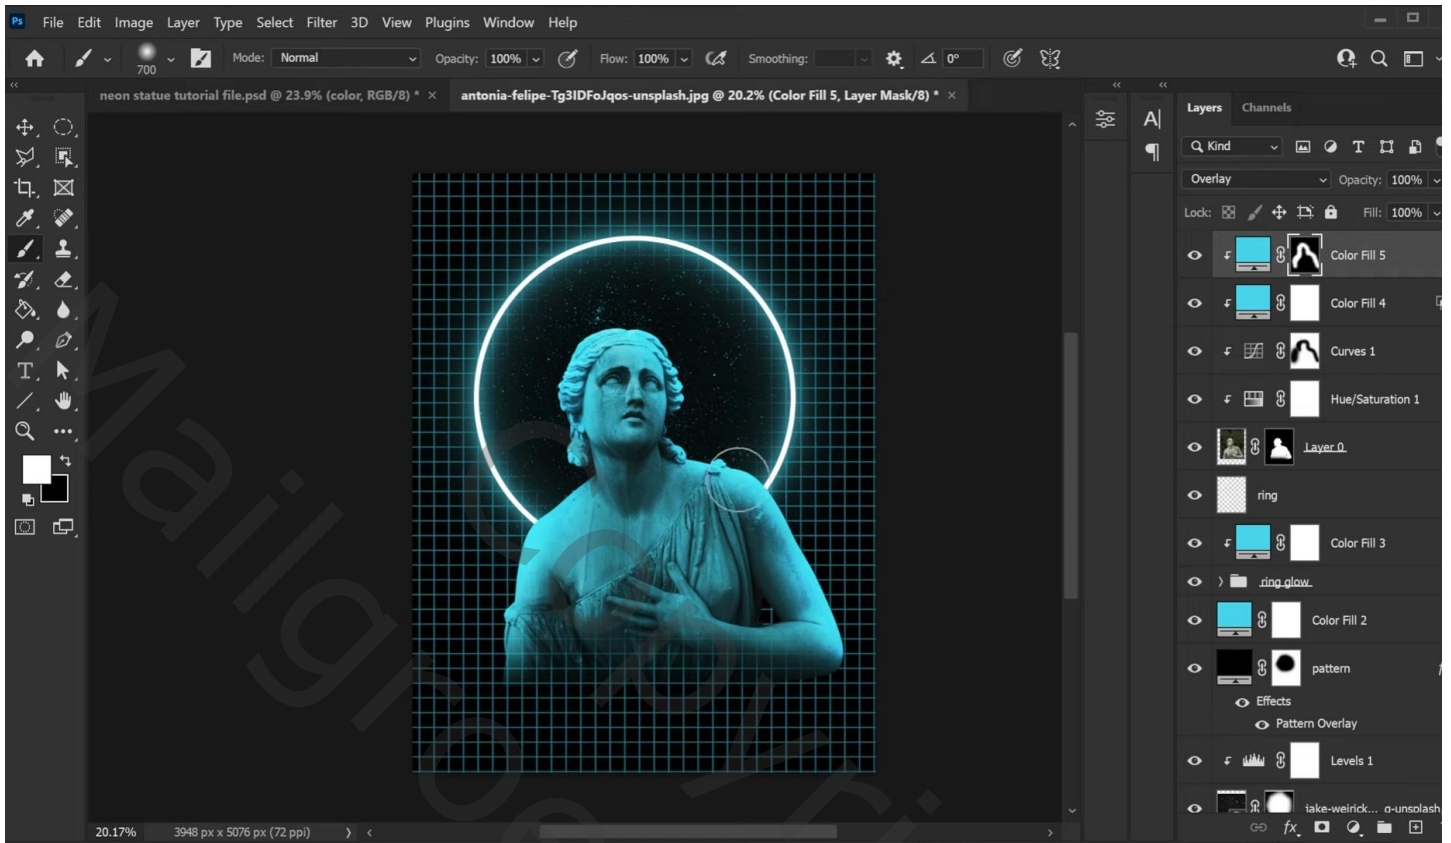 Ps File Edit Image Layer Type Select Filter 3D View Plugins Window Help
700 Mode: Normal Opacity: 100% Flow: 100% Smoothing: 0°
neon statue tutorial file.psd @ 23.9% (color, RGB/8) * × antonia-felipe-Tg3IDFoJqos-unsplash.jpg @ 20.2% (Color Fill 5, Layer Mask/8) * ×
Layers Channels
Kind
Overlay Opacity: 100%
Lock: Fill: 100%
Color Fill 5
Color Fill 4
Curves 1
Hue/Saturation 1
Layer 0
ring
Color Fill 3
ring glow
Color Fill 2
pattern
Effects
Pattern Overlay
Levels 1
jake-weirick... q-unsplash
fx
20.17% 3948 px x 5076 px (72 ppi)